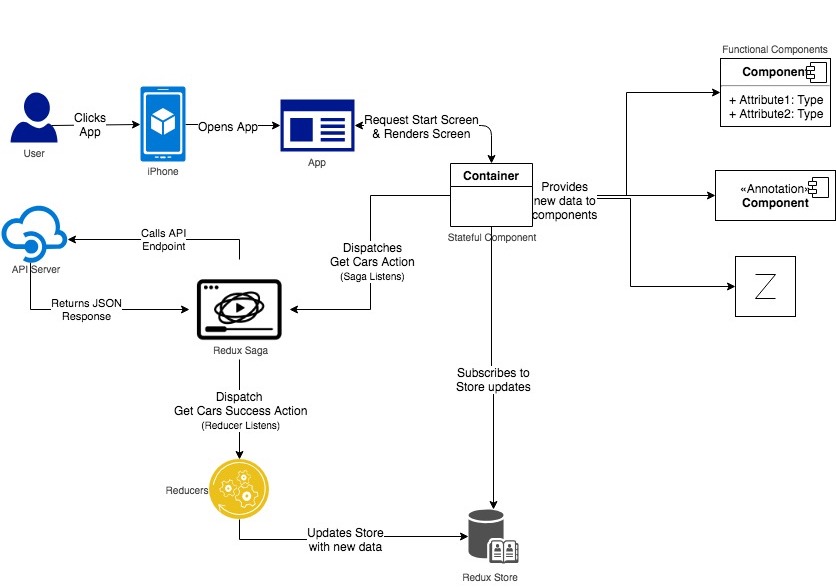 Functional Components
Component
+ Attribute1: Type
+ Attribute2: Type
Clicks
App
User
iPhone
Opens App
App
Request Start Screen
& Renders Screen
Container
Stateful Component
Provides
new data to
components
«Annotation»
Component
Z
Dispatches
Get Cars Action
(Saga Listens)
Calls API
Endpoint
API Server
Returns JSON
Response
Redux Saga
Dispatch
Get Cars Success Action
(Reducer Listens)
Subscribes to
Store updates
Reducers
Updates Store
with new data
Redux Store